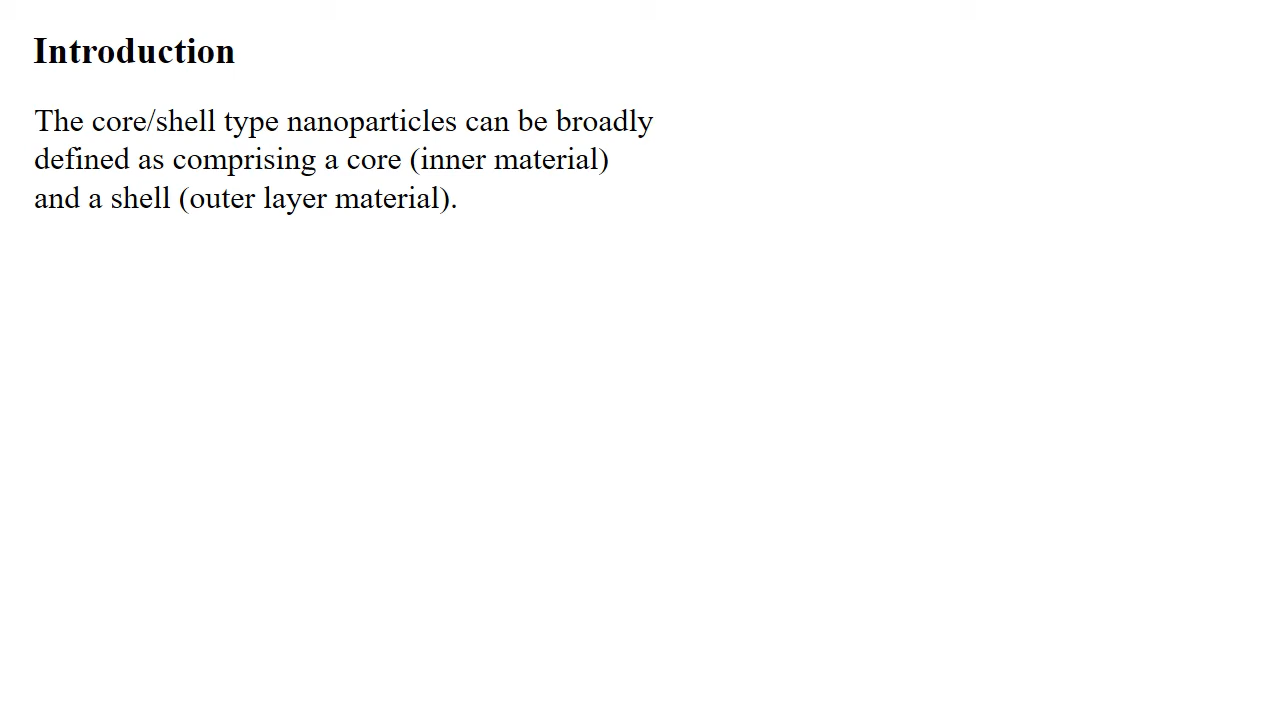 Introduction
The core/shell type nanoparticles can be broadly
defined as comprising a core (inner material)
and a shell (outer layer material).